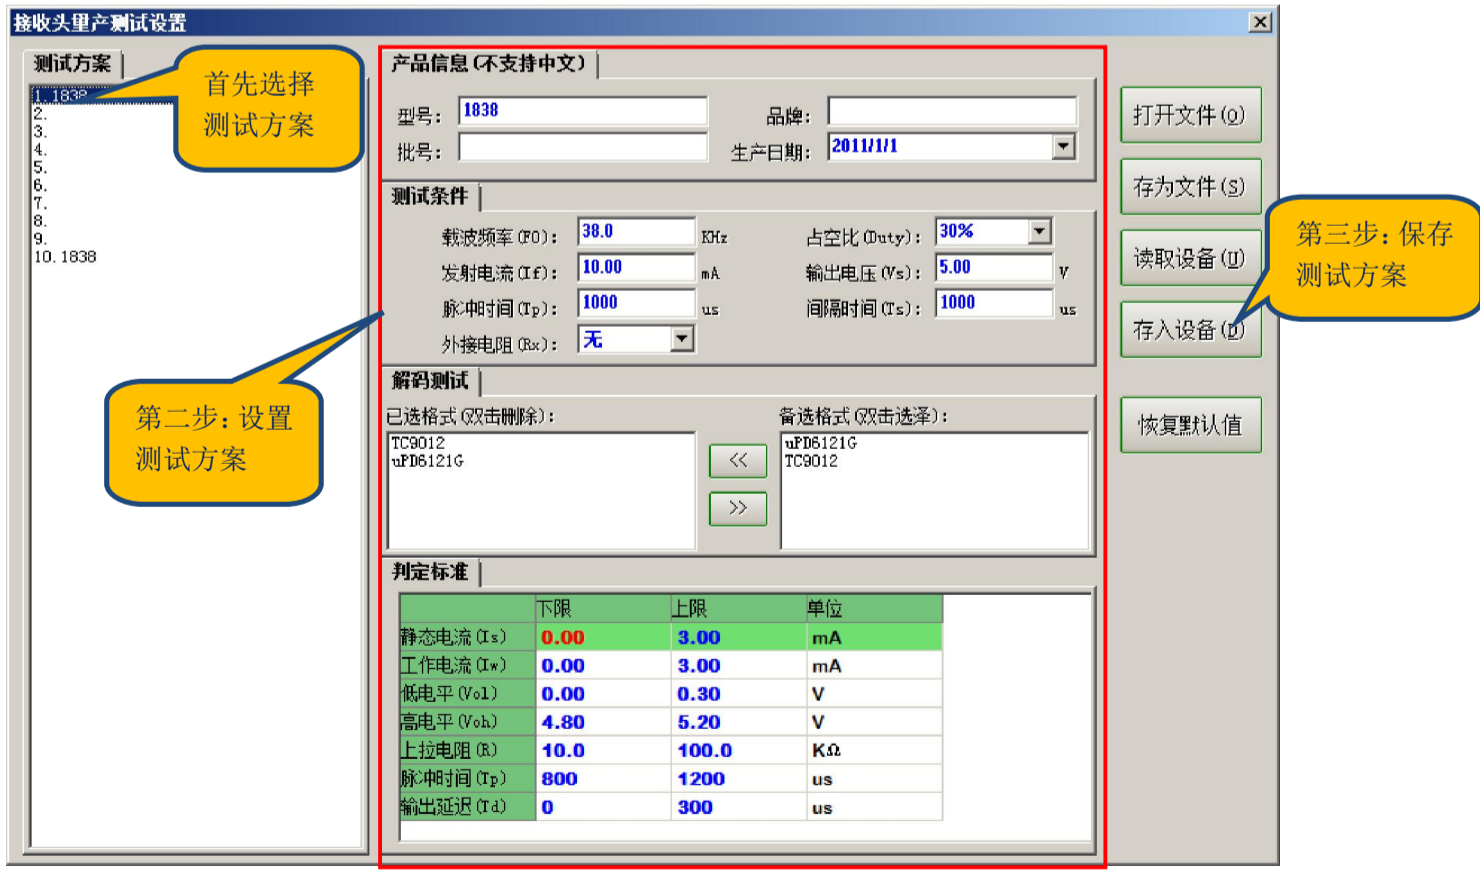 接收头里产测试设置
测试方案
首先选择
测试方案
1.1838
2.
3.
4.
5.
6.
7.
8.
9.
10.1838
第二步：设置
测试方案
产品信息(不支持中文)
型号： 1838 品牌：
批号： 生产日期： 2011/1/1
测试条件
载波频率(F0)： 38.0 KHz 占空比(Duty)： 30%
发射电流(If)： 10.00 mA 输出电压(Vs)： 5.00 V
脉冲时间(Tp)： 1000 us 间隔时间(Ts)： 1000 us
外接电阻(Rx)： 无
解码测试
已选格式(双击删除)： 备选格式(双击选泽)：
TC9012 uPD6121G
uPD6121G TC9012
<<
>>
判定标准
下限 上限 单位
静态电流(Is) 0.00 3.00 mA
工作电流(Iw) 0.00 3.00 mA
低电平(Vol) 0.00 0.30 V
高电平(Voh) 4.80 5.20 V
上拉电阻(R) 10.0 100.0 KΩ
脉冲时间(Tp) 800 1200 us
输出延迟(Td) 0 300 us
打开文件(O)
存为文件(S)
读取设备(U)
存入设备(D)
恢复默认值
第三步：保存
测试方案